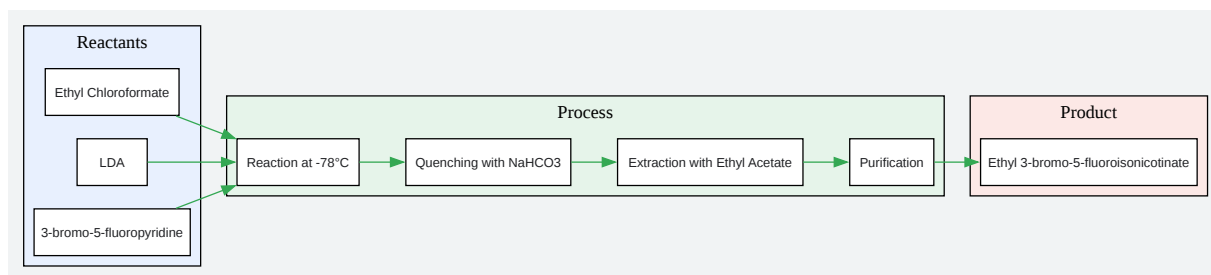 Reactants
Ethyl Chloroformate
LDA
3-bromo-5-fluoropyridine
Process
Reaction at -78°C
Quenching with NaHCO3
Extraction with Ethyl Acetate
Purification
Product
Ethyl 3-bromo-5-fluoroisonicotinate